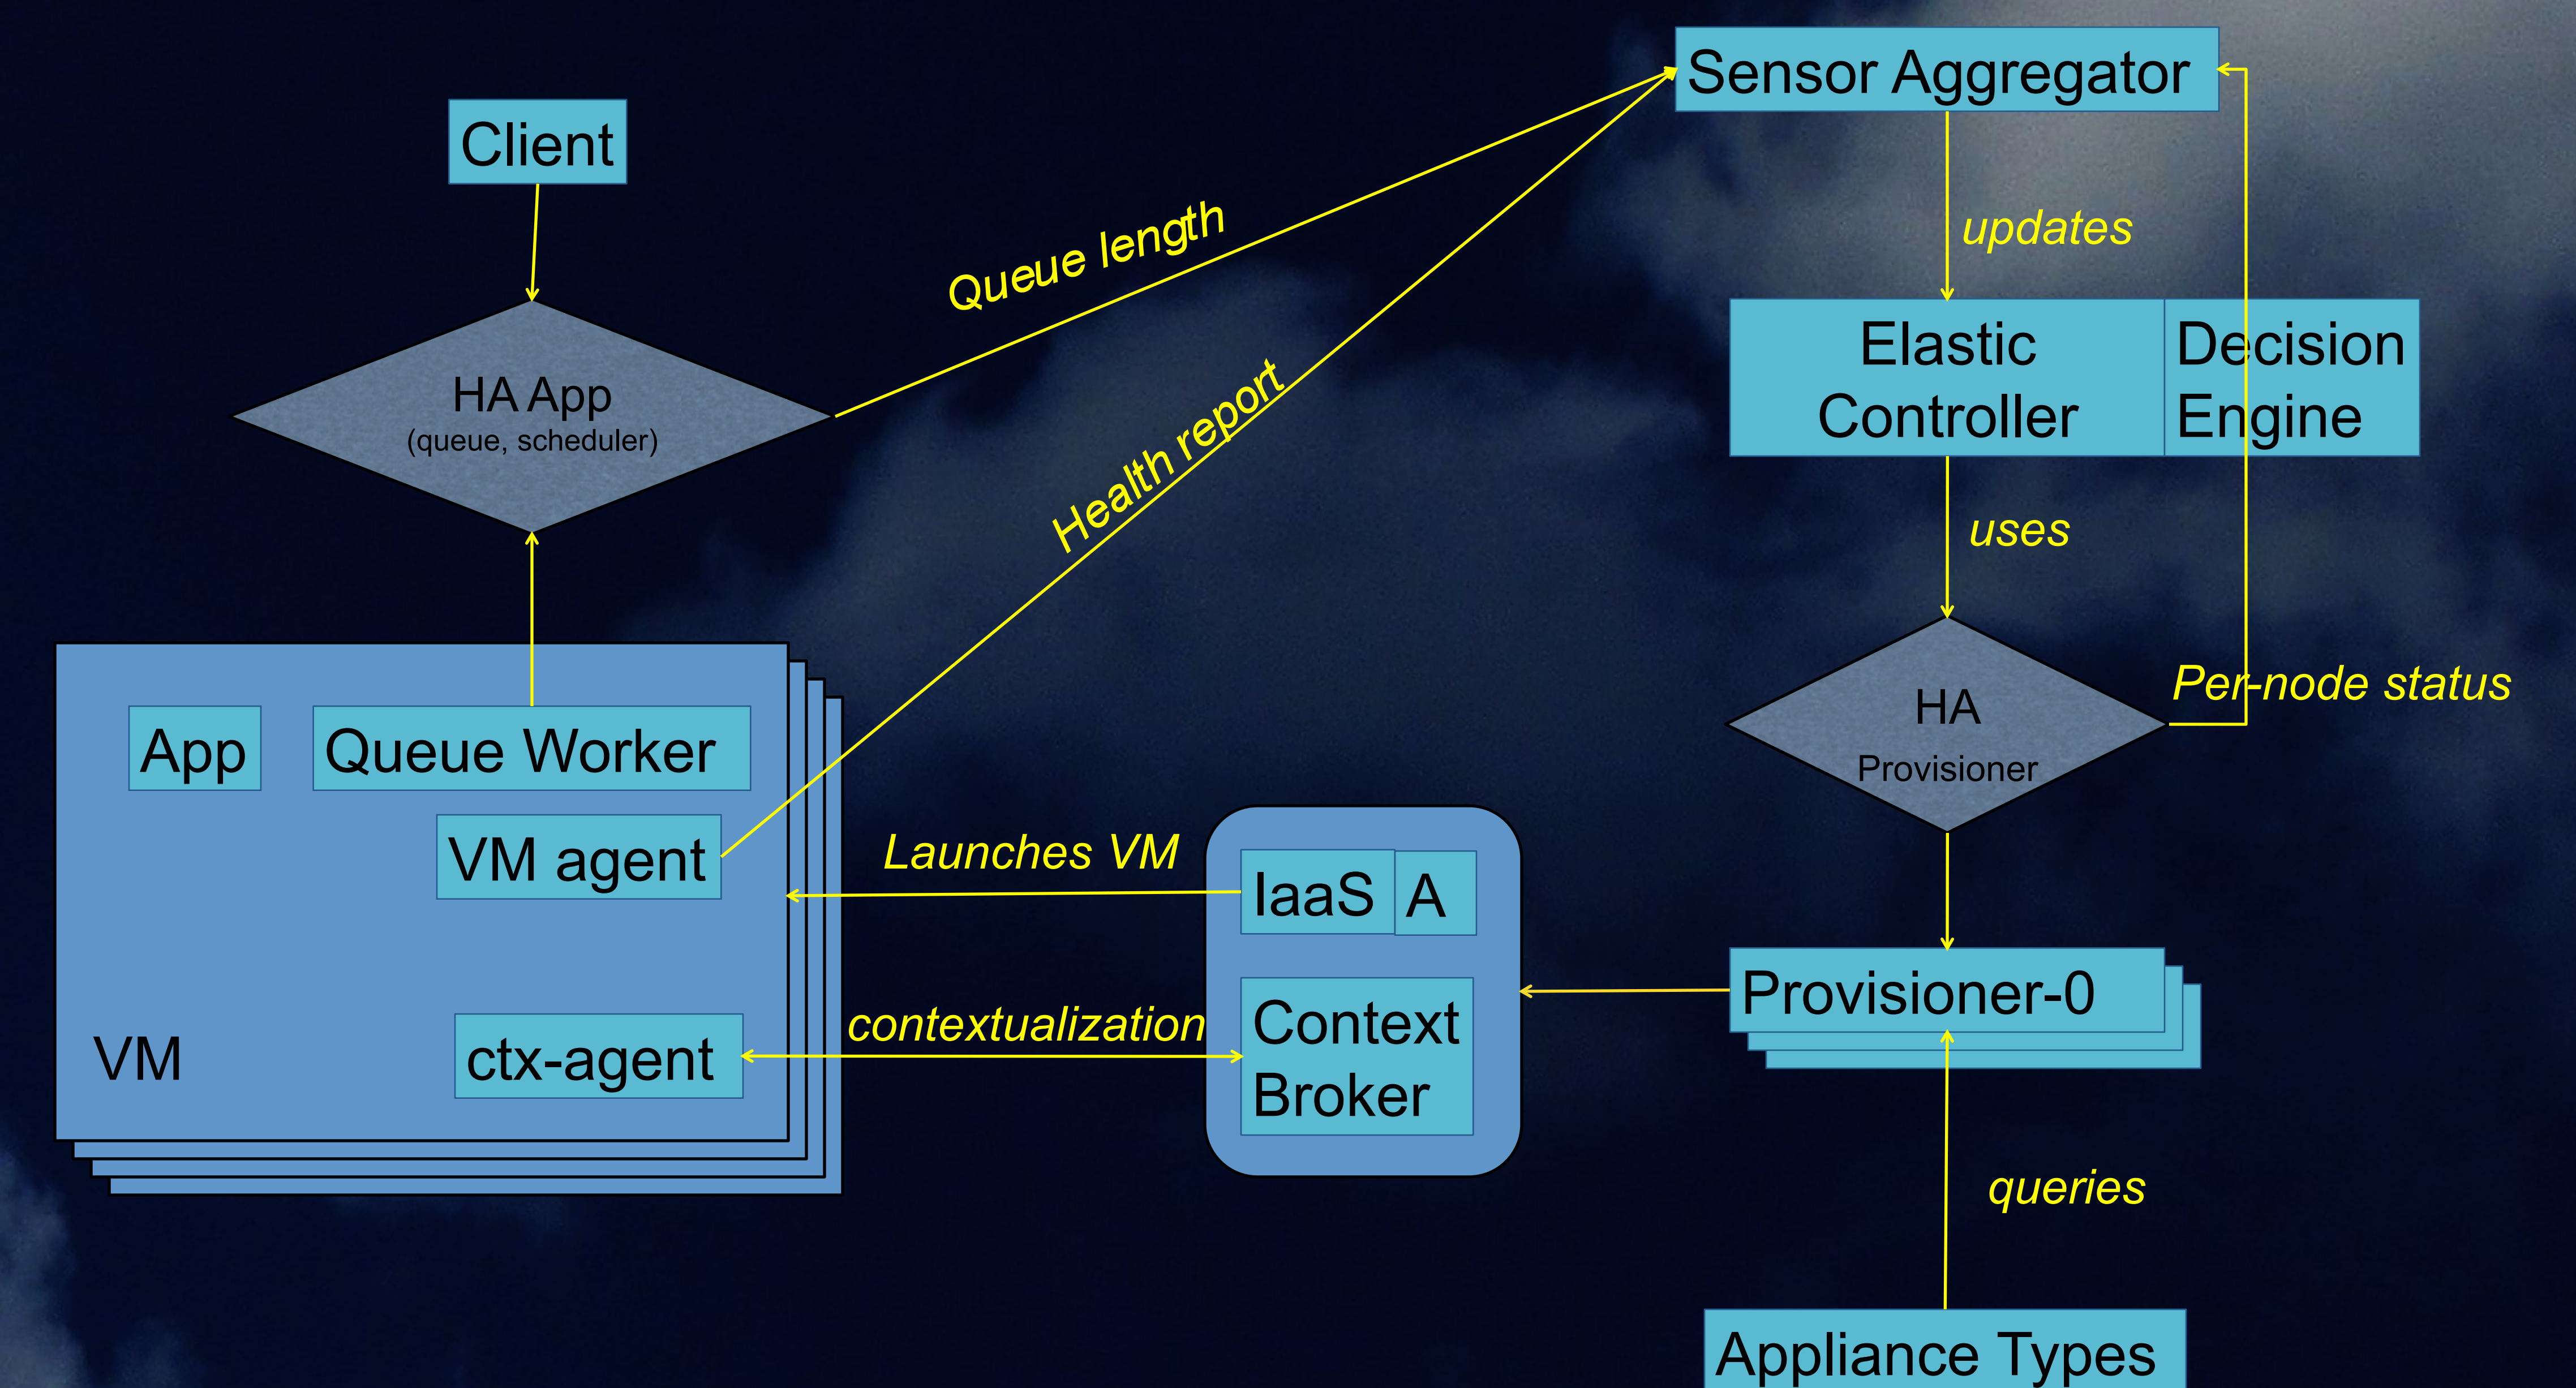 Sensor Aggregator
Client
Queue length
updates
Elastic
Controller
Decision
Engine
HA App
(queue, scheduler)
Health report
uses
HA
Provisioner
Per-node status
App
Queue Worker
VM agent
Launches VM
IaaS
A
Provisioner-0
contextualization
Context
Broker
VM
ctx-agent
queries
Appliance Types